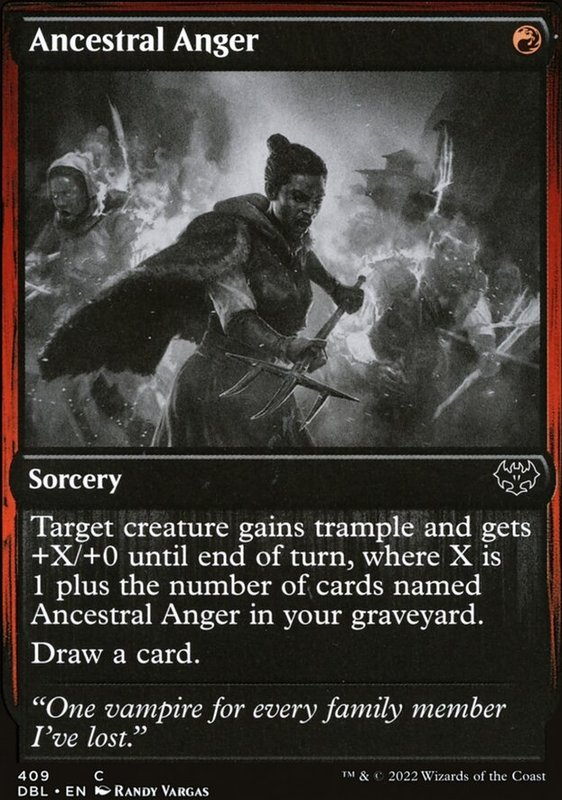 Ancestral Anger
Sorcery
Target creature gains trample and gets
+X/+0 until end of turn, where X is
1 plus the number of cards named
Ancestral Anger in your graveyard.
Draw a card.
“One vampire for every family member
I’ve lost.”
409 C
DBL • EN Randy Vargas
™ & © 2022 Wizards of the Coast